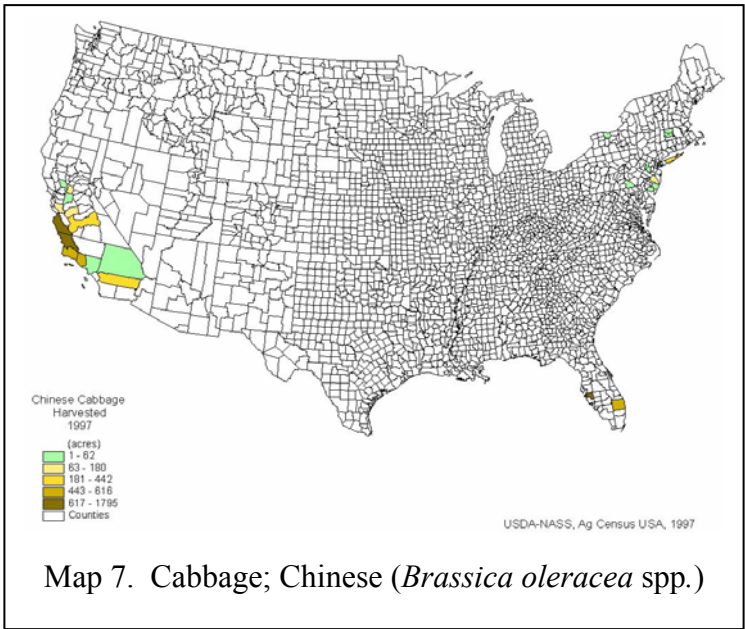 Chinese Cabbage
Harvested
1997
(acres)
1 - 62
63 - 180
181 - 442
443 - 616
617 - 1795
Counties
USDA-NASS, Ag Census USA, 1997
Map 7. Cabbage; Chinese (Brassica oleracea spp.)